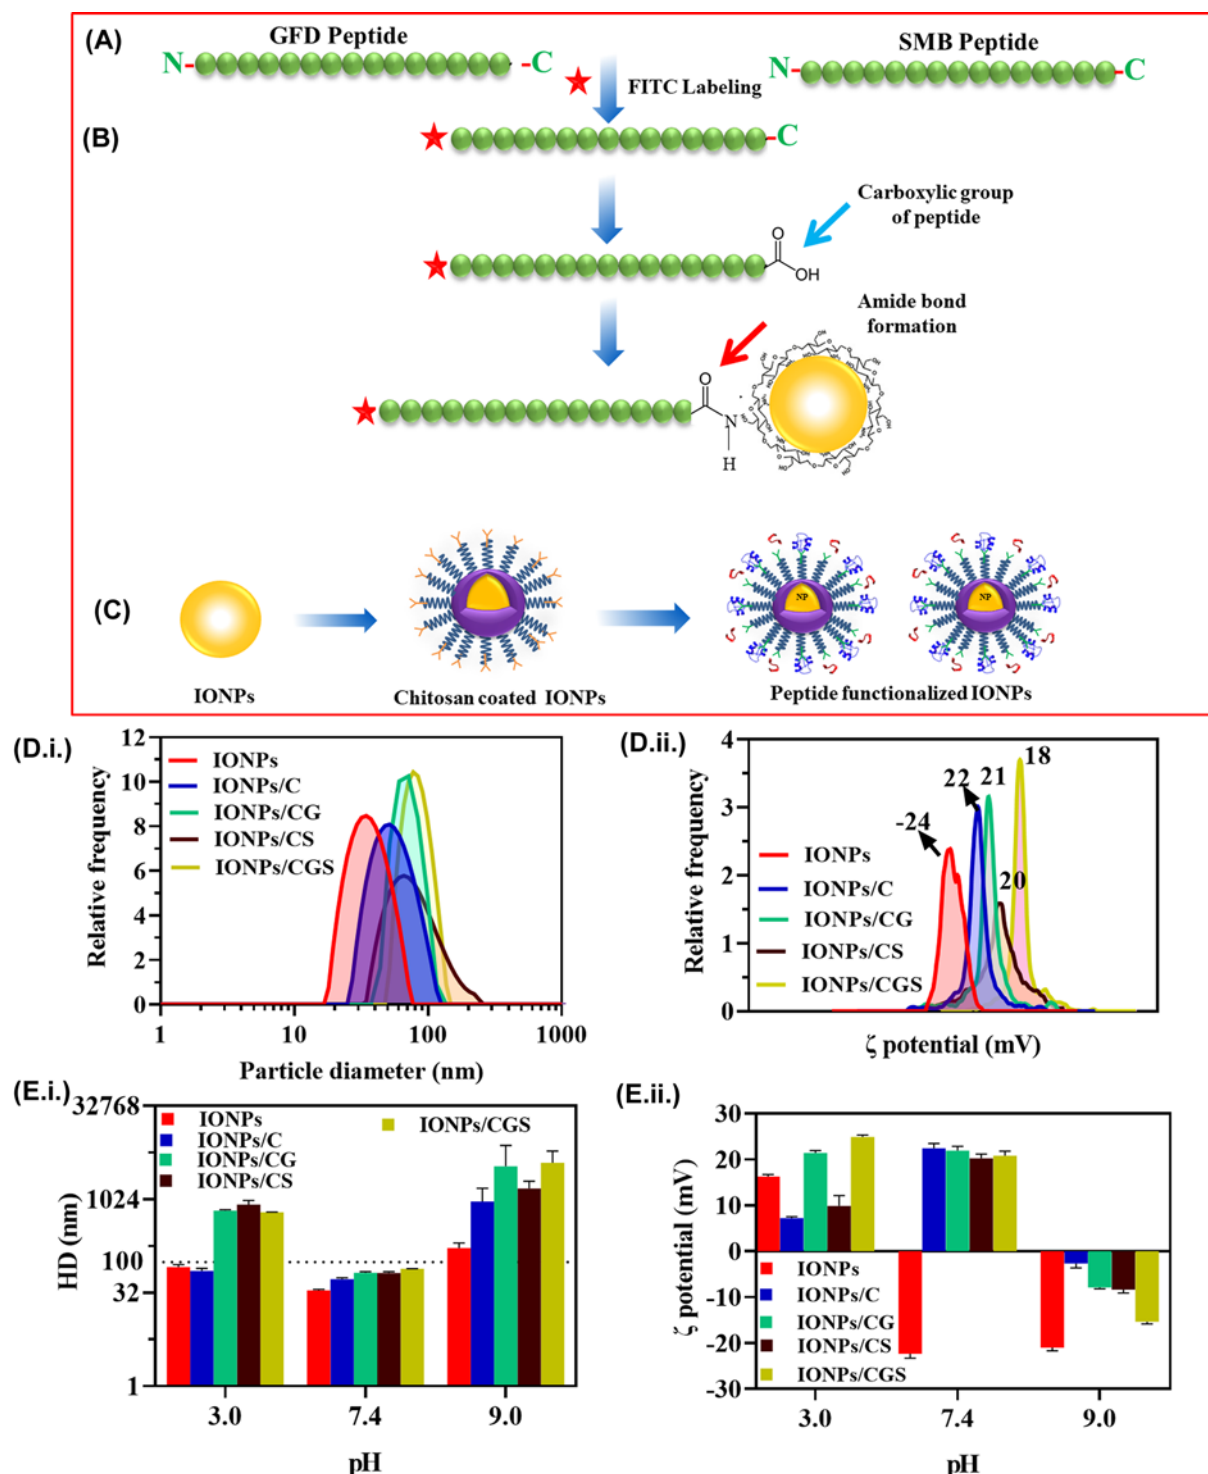 (A)
GFD Peptide
N-
-C
SMB Peptide
N-
-C
FITC Labeling
(B)
-C
Carboxylic group
of peptide
O
OH
Amide bond
formation
O
N
H
(C)
NP
NP
IONPs
Chitosan coated IONPs
Peptide functionalized IONPs
(D.i.)
12
10
8
6
4
2
0
Relative frequency
IONPs
IONPs/C
IONPs/CG
IONPs/CS
IONPs/CGS
1
10
100
1000
Particle diameter (nm)
(D.ii.)
4
3
2
1
0
Relative frequency
-24
22
21
20
18
IONPs
IONPs/C
IONPs/CG
IONPs/CS
IONPs/CGS
ζ potential (mV)
(E.i.)
32768
1024
100
32
1
HD (nm)
IONPs
IONPs/C
IONPs/CG
IONPs/CS
IONPs/CGS
3.0
7.4
9.0
pH
(E.ii.)
30
20
10
0
-10
-20
-30
ζ potential (mV)
IONPs
IONPs/C
IONPs/CG
IONPs/CS
IONPs/CGS
3.0
7.4
9.0
pH